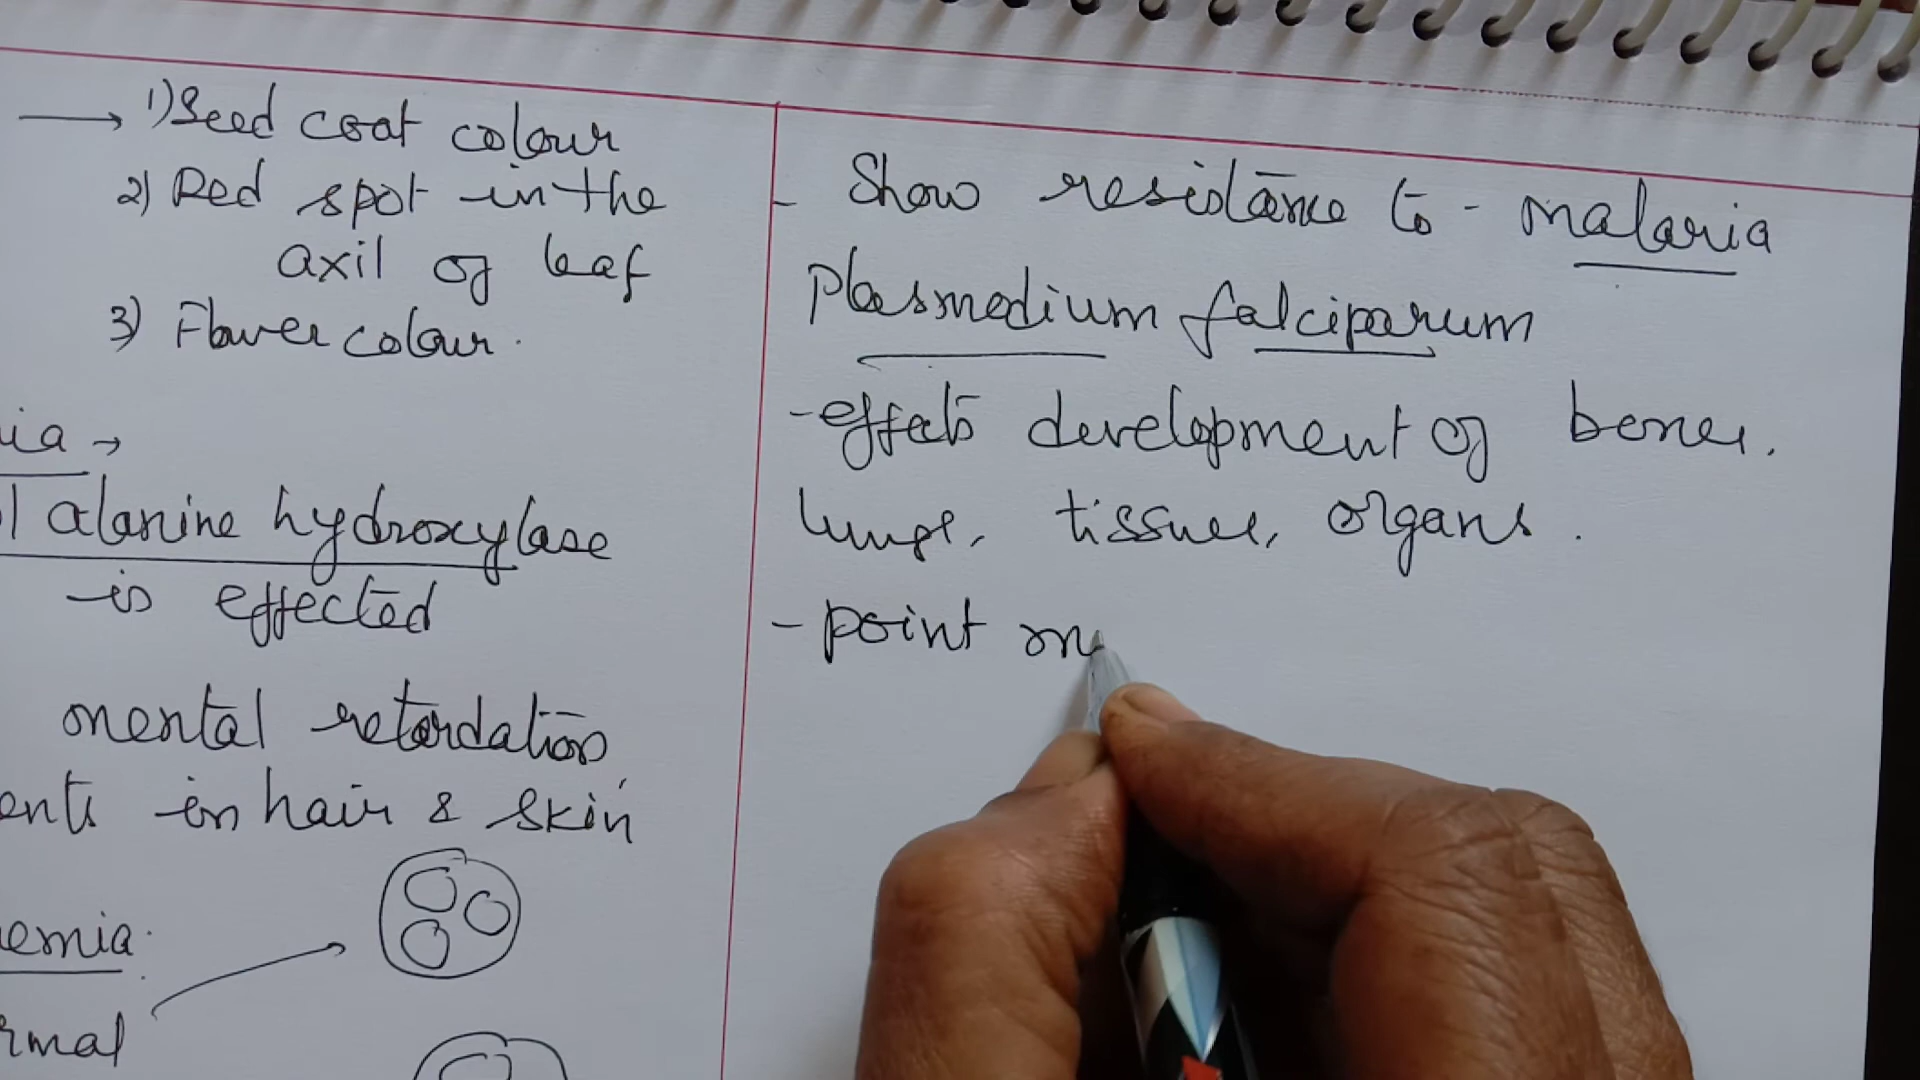 → 1) Seed coat colour
2) Red spot in the
axil of leaf
3) Flower colour.
ia →
l alanine hydroxylase
is effected
mental retardation,
ents in hair & skin
emia.
rmal
- Show resistance to - malaria
Plasmodium falciparum
- effects development of bones.
lungs, tissues, organs.
- point m